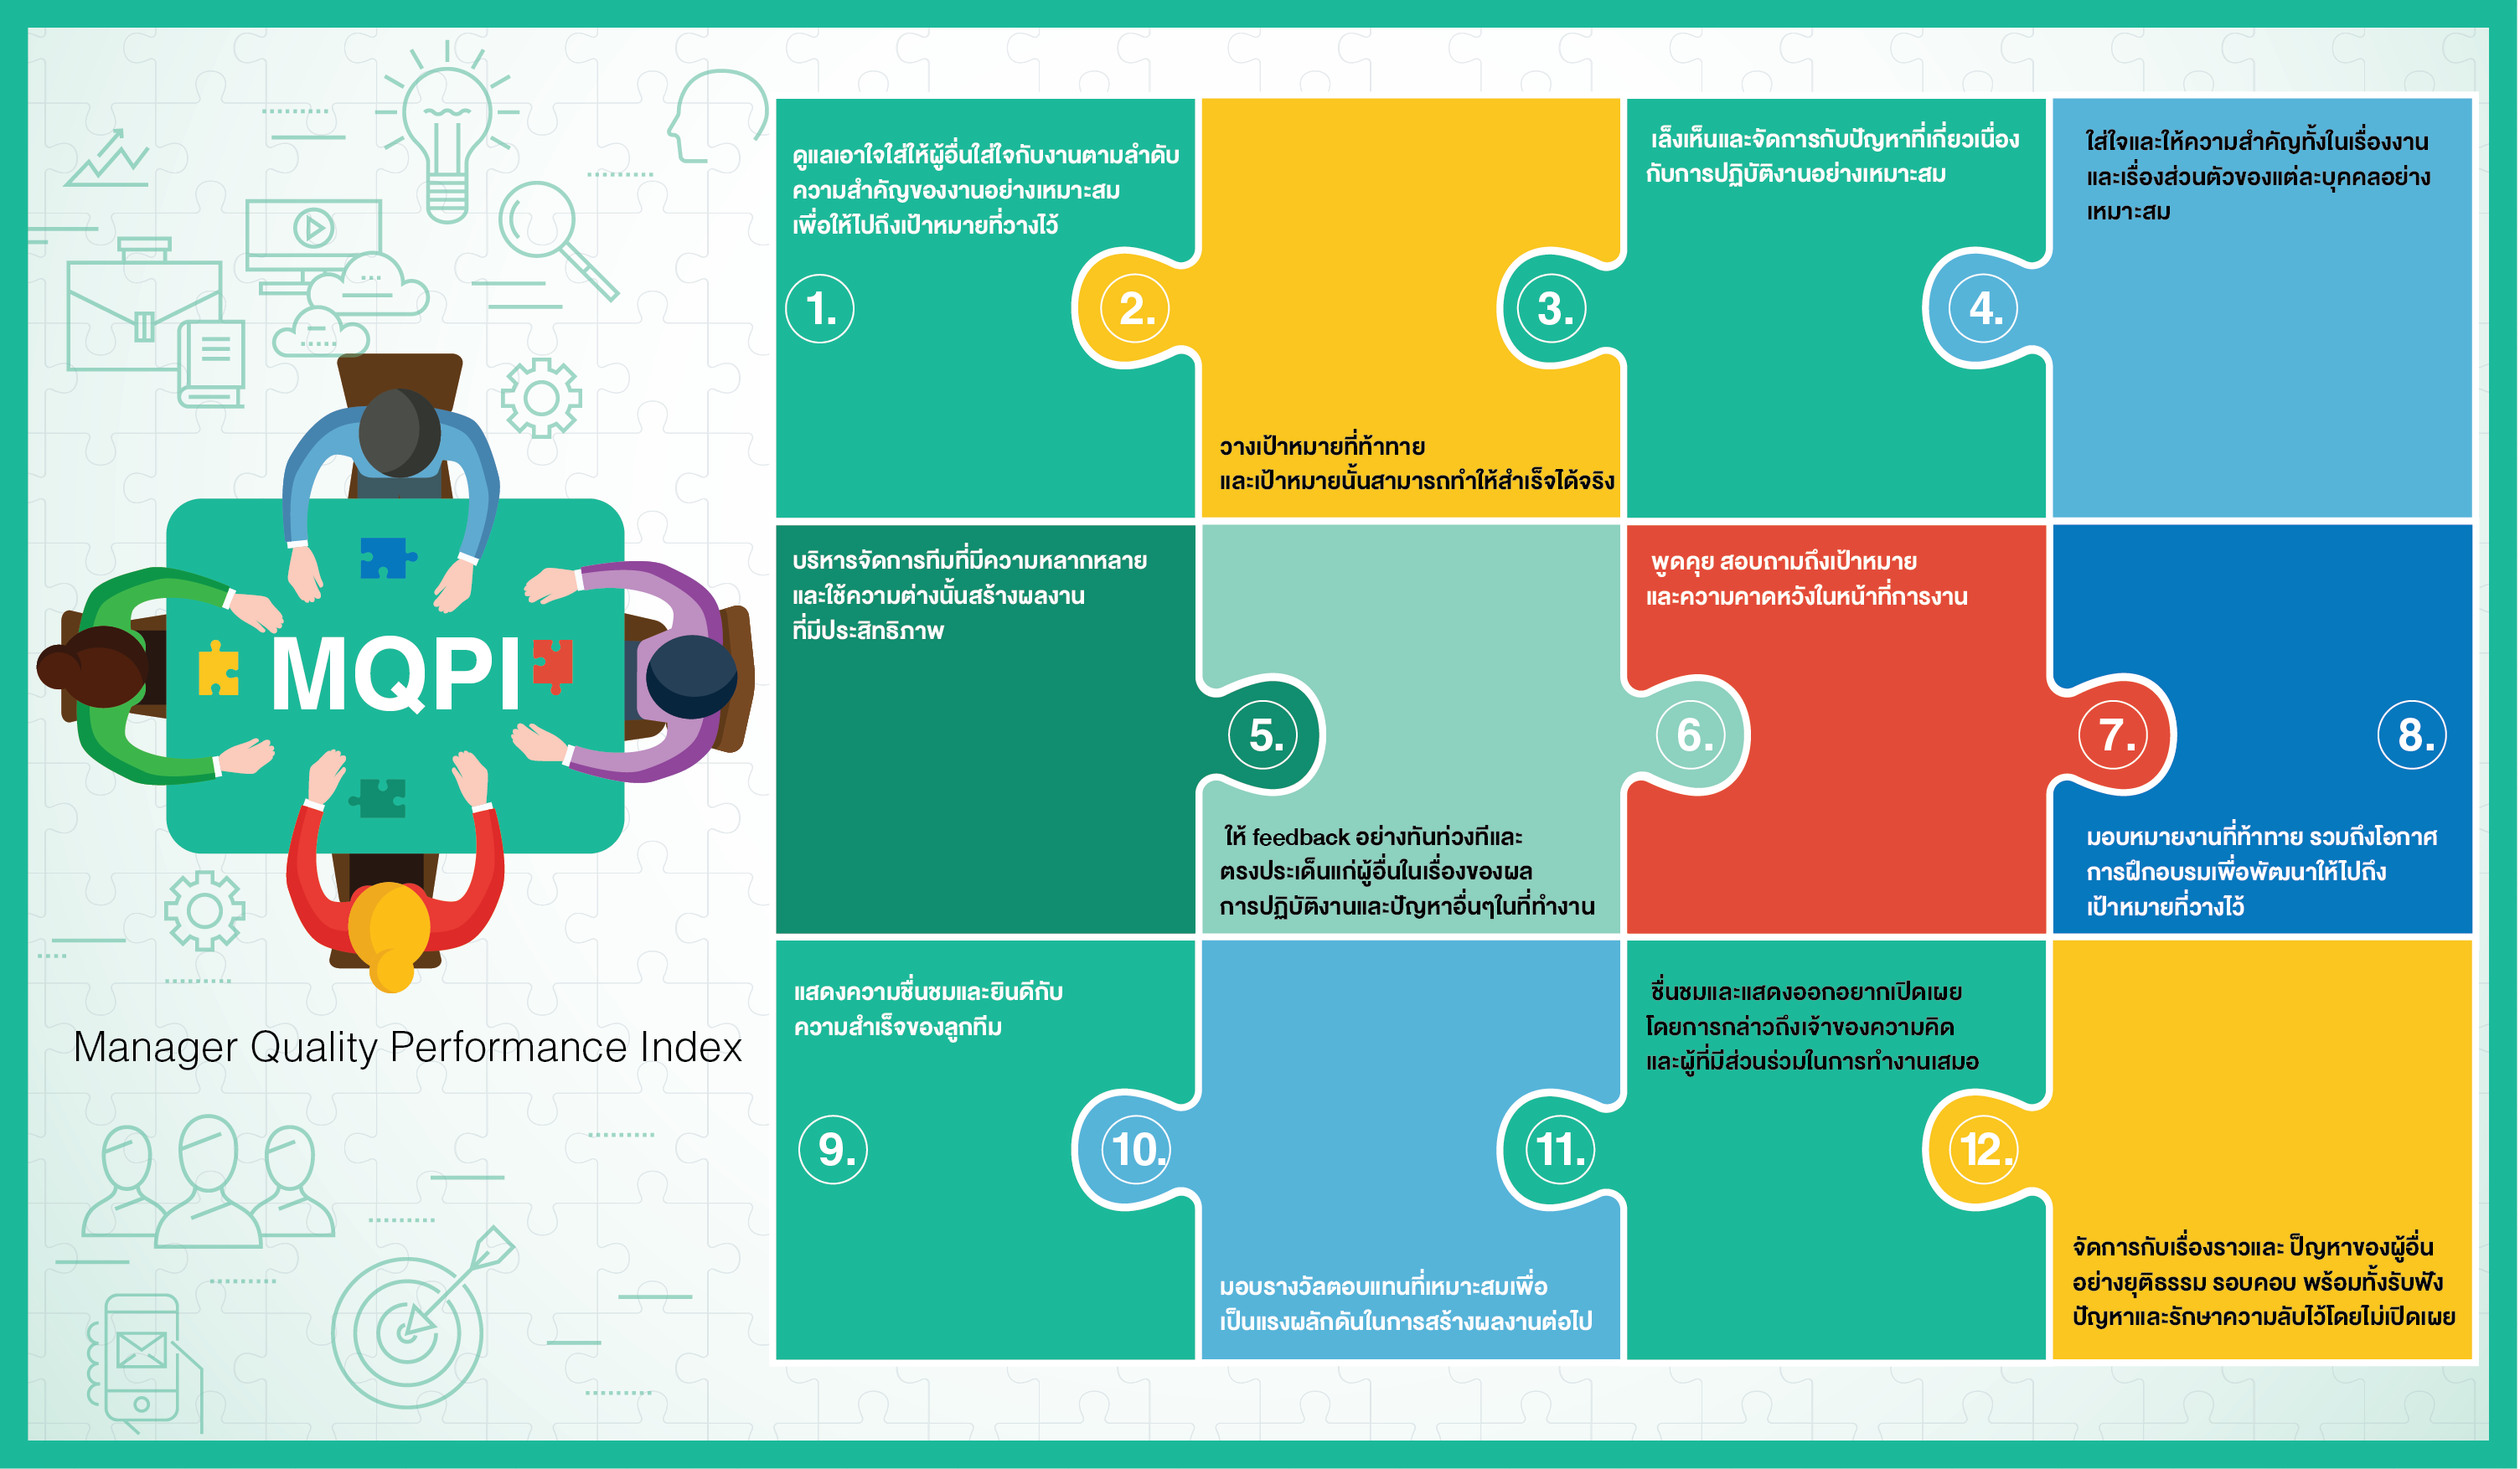 MQPI
Manager Quality Performance Index
ดูแลเอาใจใส่ให้ผู้อื่นใส่ใจกับงานตามลำดับ
ความสำคัญของงานอย่างเหมาะสม
เพื่อให้ไปถึงเป้าหมายที่วางไว้
1.
2.
วางเป้าหมายที่ท้าทาย
และเป้าหมายนั้นสามารถทำให้สำเร็จได้จริง
เล็งเห็นและจัดการกับปัญหาที่เกี่ยวเนื่อง
กับการปฏิบัติงานอย่างเหมาะสม
3.
ใส่ใจและให้ความสำคัญทั้งในเรื่องงาน
และเรื่องส่วนตัวของแต่ละบุคคลอย่าง
เหมาะสม
4.
บริหารจัดการทีมที่มีความหลากหลาย
และใช้ความต่างนั้นสร้างผลงาน
ที่มีประสิทธิภาพ
5.
6.
ให้ feedback อย่างทันท่วงทีและ
ตรงประเด็นแก่ผู้อื่นในเรื่องของผล
การปฏิบัติงานและปัญหาอื่นๆในที่ทำงาน
พูดคุย สอบถามถึงเป้าหมาย
และความคาดหวังในหน้าที่การงาน
7.
8.
มอบหมายงานที่ท้าทาย รวมถึงโอกาศ
การฝึกอบรมเพื่อพัฒนาให้ไปถึง
เป้าหมายที่วางไว้
แสดงความชื่นชมและยินดีกับ
ความสำเร็จของลูกทีม
9.
10.
มอบรางวัลตอบแทนที่เหมาะสมเพื่อ
เป็นแรงผลักดันในการสร้างผลงานต่อไป
ชื่นชมและแสดงออกอยากเปิดเผย
โดยการกล่าวถึงเจ้าของความคิด
และผู้ที่มีส่วนร่วมในการทำงานเสมอ
11.
12.
จัดการกับเรื่องราวและ ปัญหาของผู้อื่น
อย่างยุติธรรม รอบคอบ พร้อมทั้งรับฟัง
ปัญหาและรักษาความลับไว้โดยไม่เปิดเผย